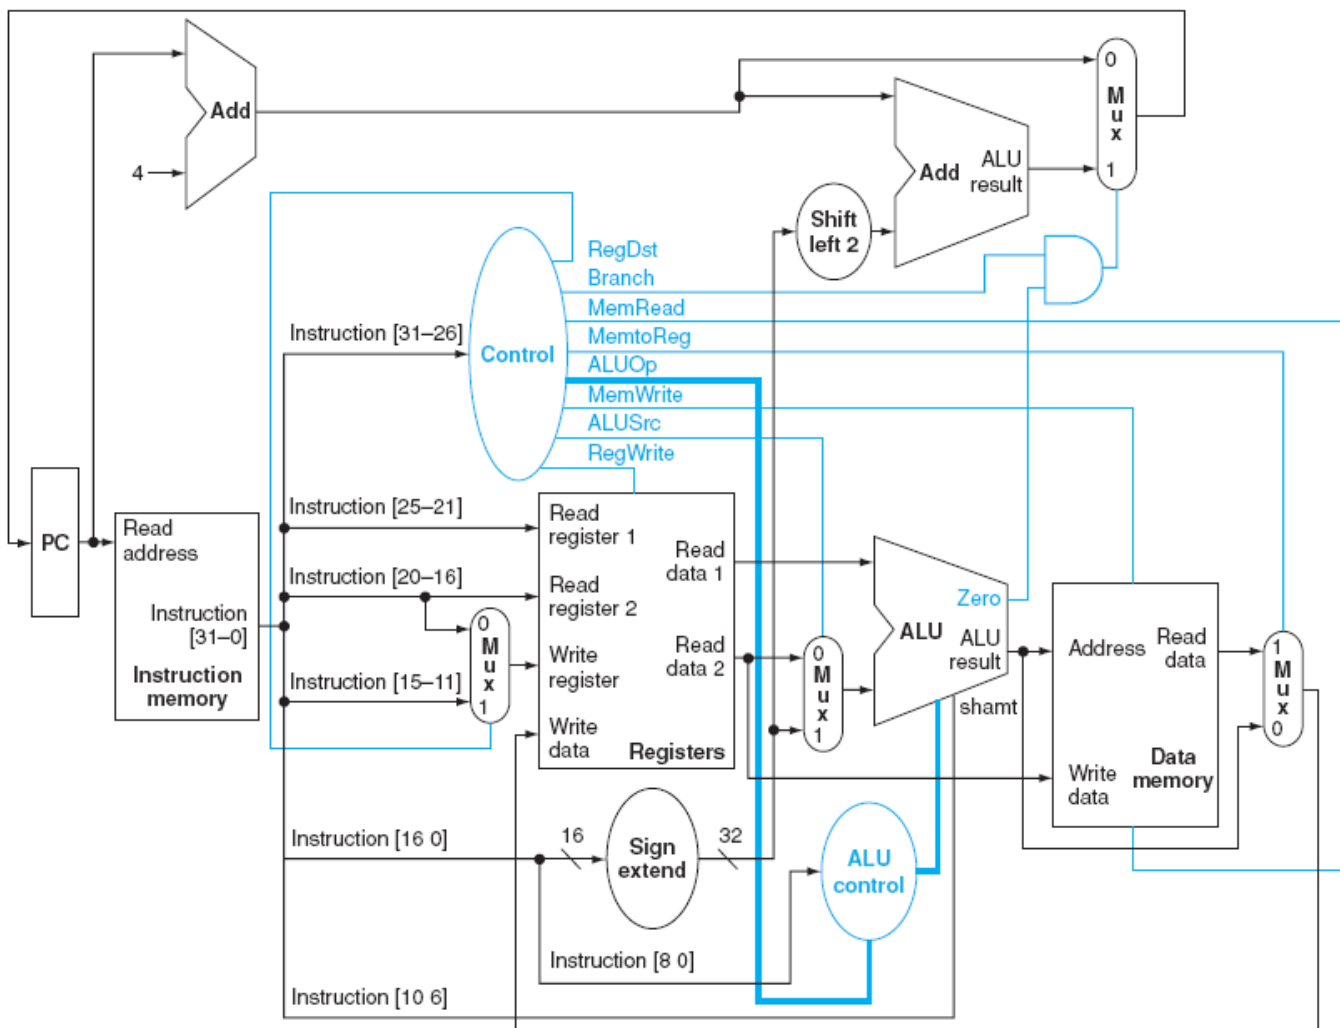 0
M
u
x
1
Add
4
Add
ALU
result
Shift
left 2
RegDst
Branch
MemRead
MemtoReg
ALUOp
MemWrite
ALUSrc
RegWrite
Control
Instruction [31–26]
PC
Read
address
Instruction
[31–0]
Instruction
memory
Instruction [25–21]
Instruction [20–16]
Instruction [15–11]
0
M
u
x
1
Read
register 1
Read
register 2
Write
register
Write
data
Read
data 1
Read
data 2
Registers
0
M
u
x
1
Zero
ALU
ALU
result
shamt
Address
Read
data
Write
data
Data
memory
1
M
u
x
0
Instruction [16 0]
16
Sign
extend
32
ALU
control
Instruction [8 0]
Instruction [10 6]